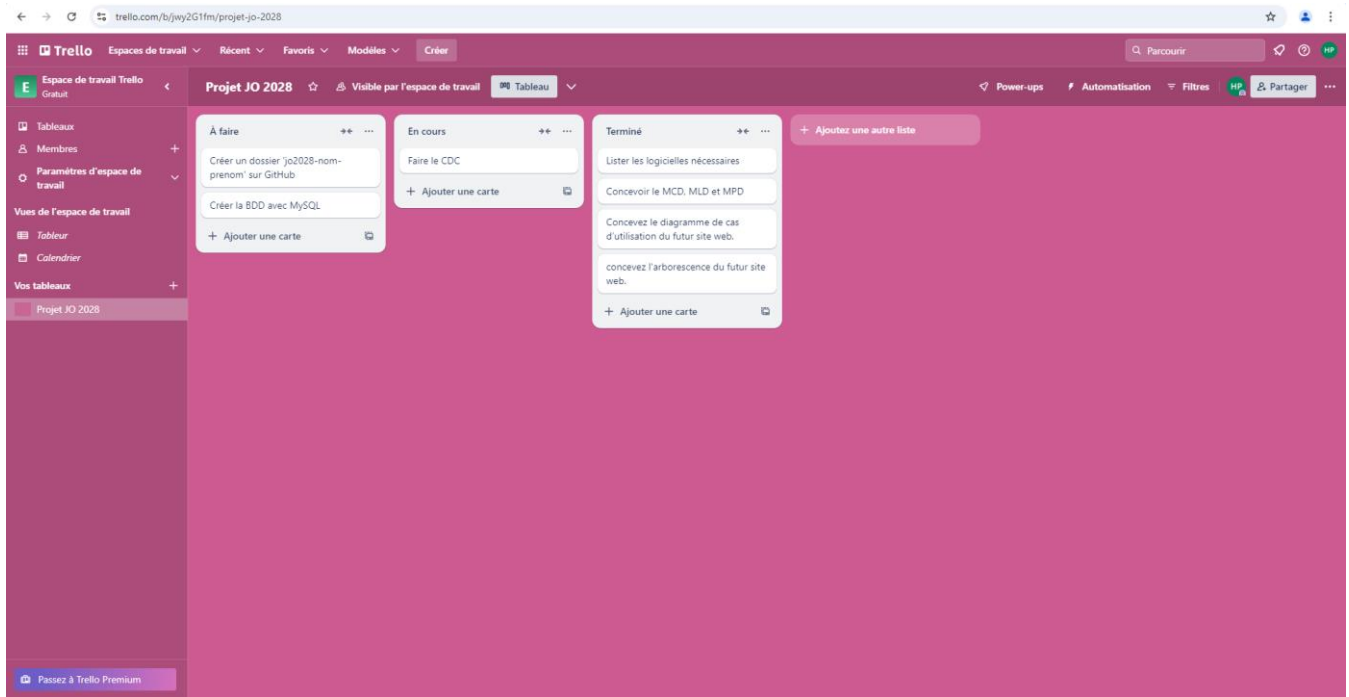 trello.com/b/jwy2G1fm/projet-jo-2028
Trello Espaces de travail Récent Favoris Modèles Créer Parcourir HP
E Espace de travail Trello
Gratuit
Projet JO 2028 Visible par l'espace de travail Tableau Power-ups Automatisation Filtres HP Partager
Tableaux
Membres
Paramètres d'espace de
travail
Vues de l'espace de travail
Tableur
Calendrier
Vos tableaux
Projet JO 2028
Passez à Trello Premium
À faire
Créer un dossier 'jo2028-nom-
prenom' sur GitHub
Créer la BDD avec MySQL
+ Ajouter une carte
En cours
Faire le CDC
+ Ajouter une carte
Terminé
Lister les logicielles nécessaires
Concevoir le MCD, MLD et MPD
Concevez le diagramme de cas
d'utilisation du futur site web.
concevez l'arborescence du futur site
web.
+ Ajouter une carte
+ Ajoutez une autre liste